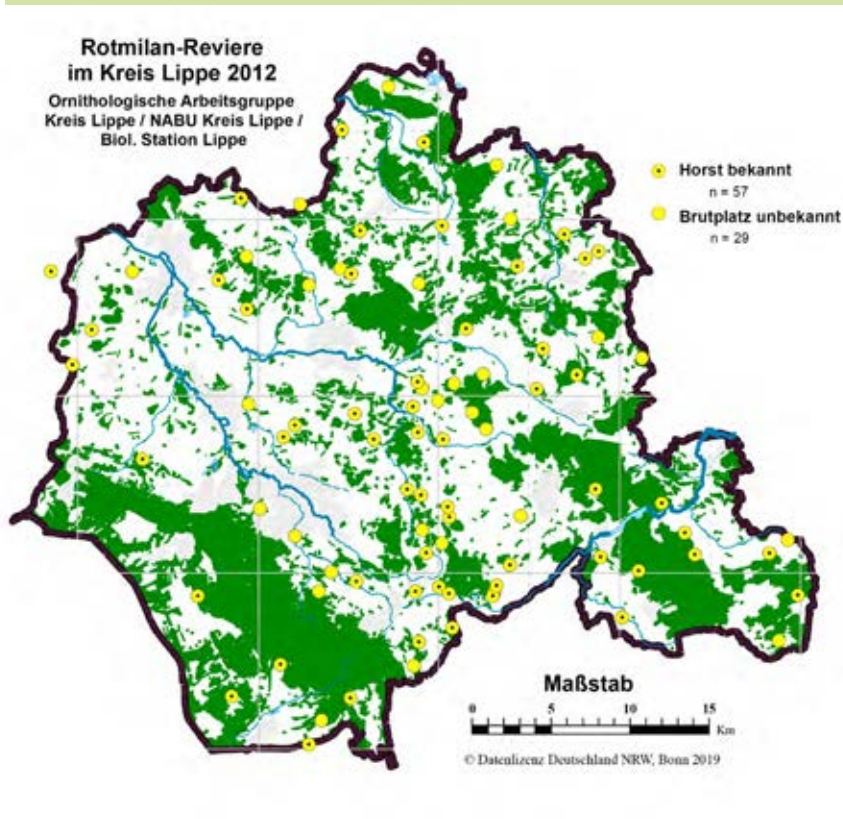 Rotmilan-Reviere
im Kreis Lippe 2012
Ornithologische Arbeitsgruppe
Kreis Lippe / NABU Kreis Lippe /
Biol. Station Lippe
Horst bekannt
n = 57
Brutplatz unbekannt
n = 29
Maßstab
0 5 10 15
Km
© Datenlizenz Deutschland NRW, Bonn 2019